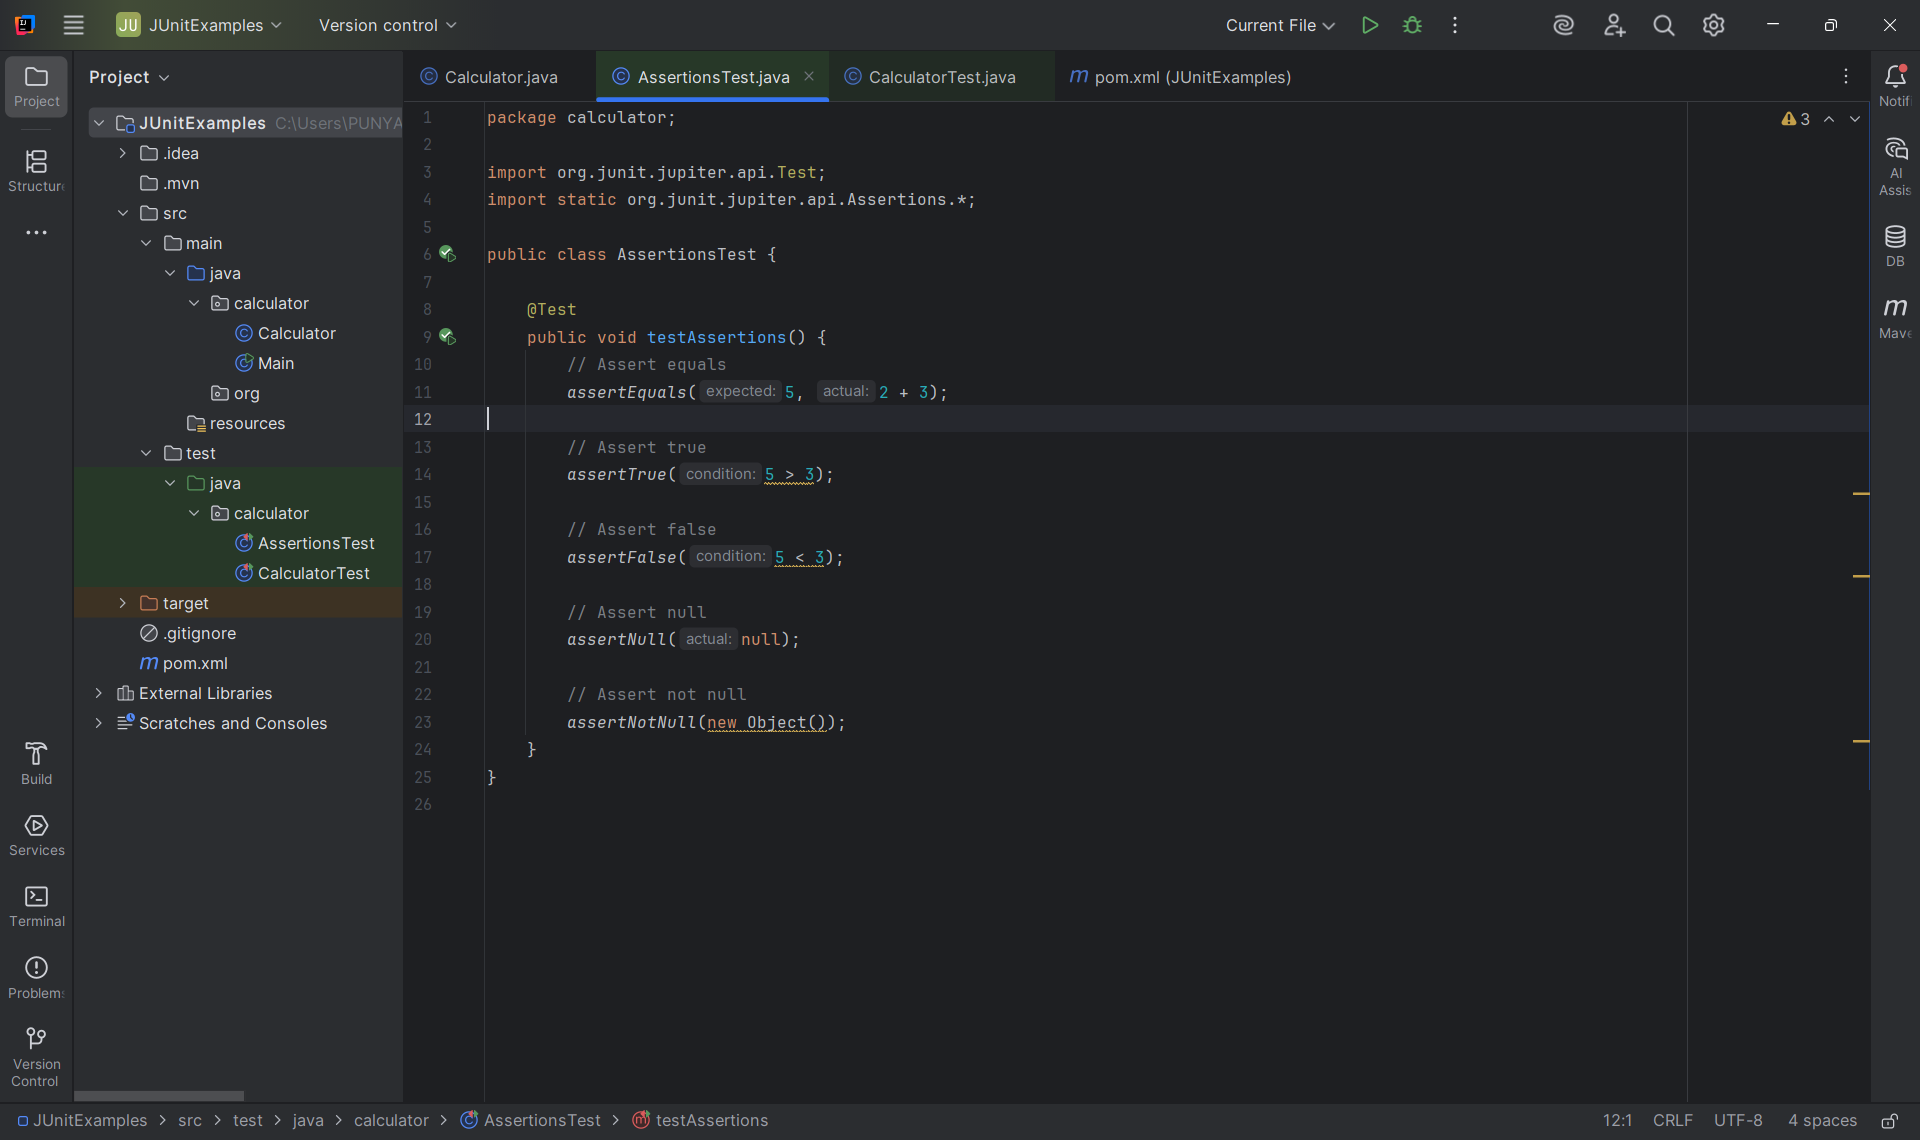 JU JUnitExamples Version control Current File
Project
Project
Calculator.java AssertionsTest.java CalculatorTest.java pom.xml (JUnitExamples)
Notifi
Structure
AI
Assis
DB
Mave
JUnitExamples C:\Users\PUNYA
.idea
.mvn
src
main
java
calculator
Calculator
Main
org
resources
test
java
calculator
AssertionsTest
CalculatorTest
target
.gitignore
pom.xml
External Libraries
Scratches and Consoles
3
1 package calculator;
2
3 import org.junit.jupiter.api.Test;
4 import static org.junit.jupiter.api.Assertions.*;
5
6 public class AssertionsTest {
7
8 @Test
9 public void testAssertions() {
10 // Assert equals
11 assertEquals( expected: 5, actual: 2 + 3);
12
13 // Assert true
14 assertTrue( condition: 5 > 3);
15
16 // Assert false
17 assertFalse( condition: 5 < 3);
18
19 // Assert null
20 assertNull( actual: null);
21
22 // Assert not null
23 assertNotNull(new Object());
24 }
25 }
26
Build
Services
Terminal
Problems
Version
Control
JUnitExamples > src > test > java > calculator > AssertionsTest > testAssertions 12:1 CRLF UTF-8 4 spaces